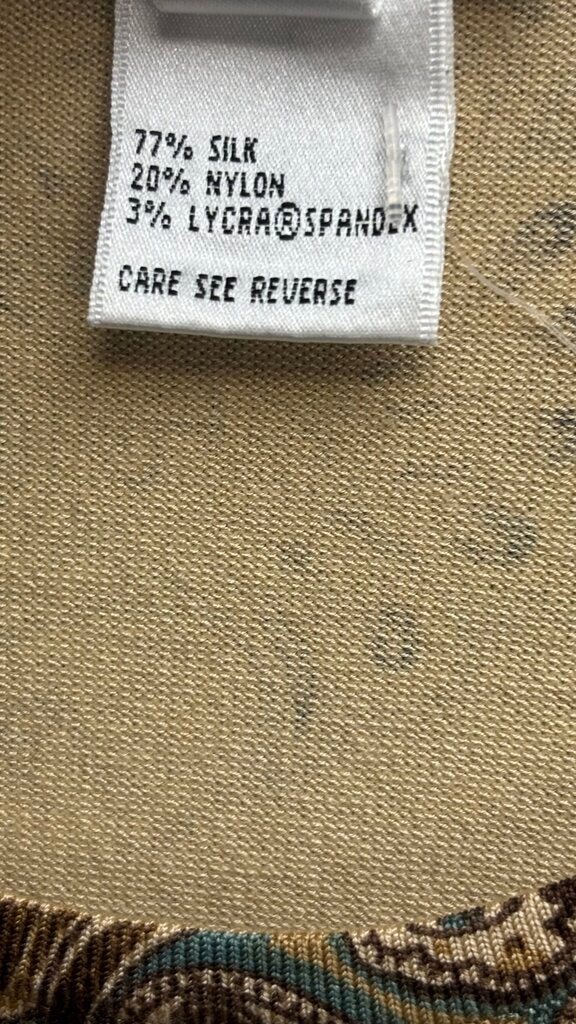 77% SILK
20% NYLON
3% LYCRA®SPANDEX
CARE SEE REVERSE